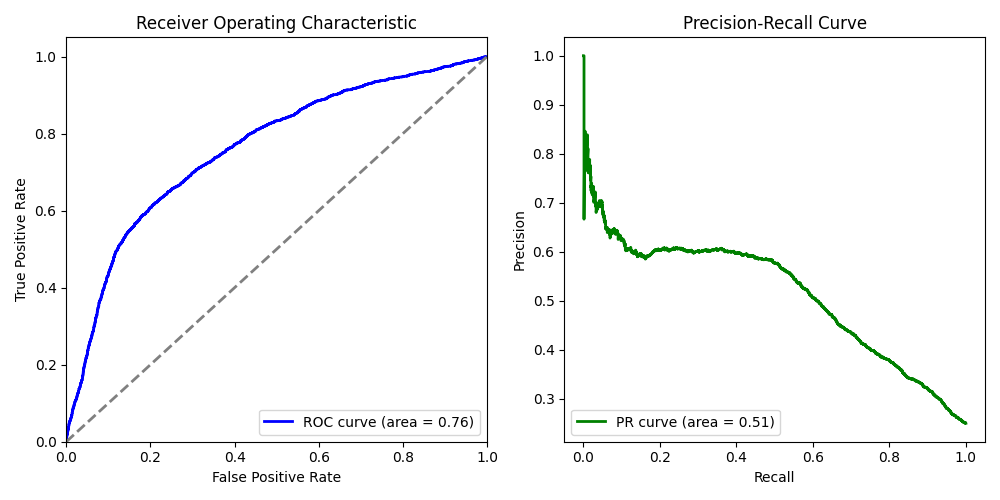 Receiver Operating Characteristic
True Positive Rate
1.0
0.8
0.6
0.4
0.2
0.0
0.0 0.2 0.4 0.6 0.8 1.0
False Positive Rate
ROC curve (area = 0.76)
Precision-Recall Curve
Precision
1.0
0.9
0.8
0.7
0.6
0.5
0.4
0.3
0.0 0.2 0.4 0.6 0.8 1.0
Recall
PR curve (area = 0.51)